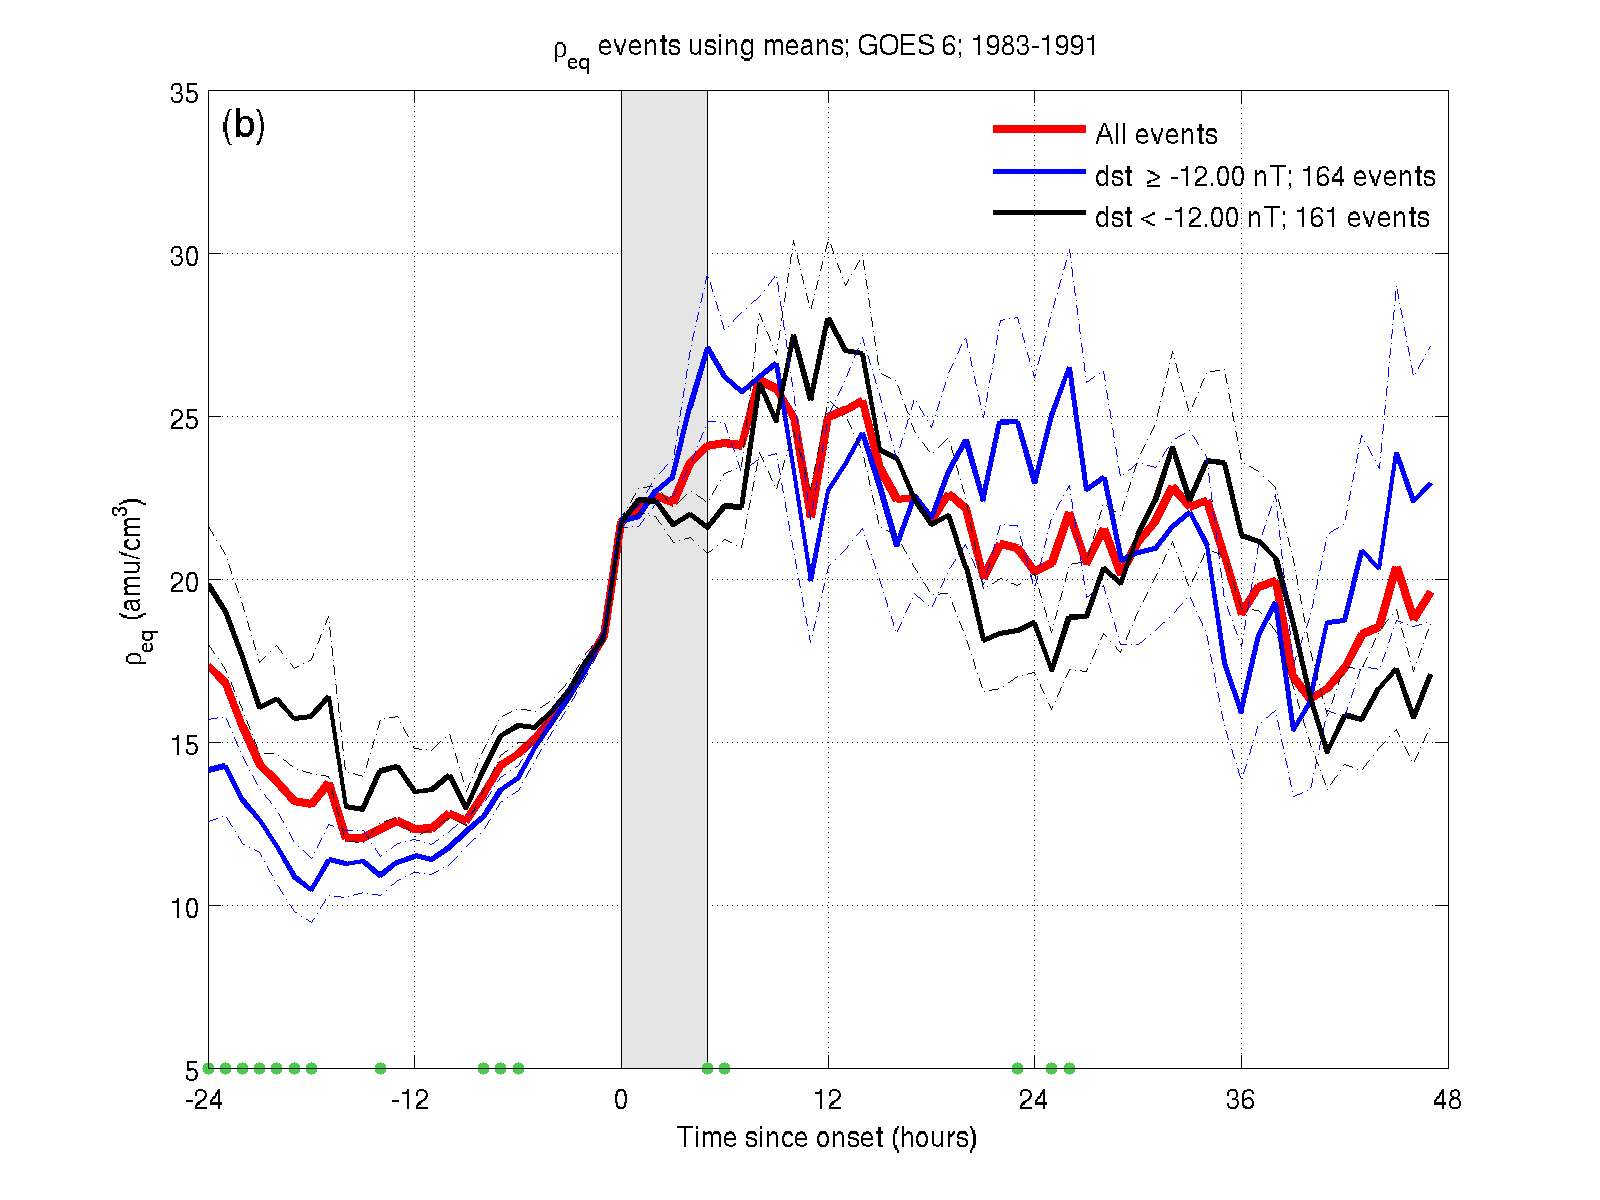 ρeq events using means; GOES 6; 1983-1991
(b)
All events
dst ≥ -12.00 nT; 164 events
dst < -12.00 nT; 161 events
ρeq (amu/cm³)
35
30
25
20
15
10
5
-24 -12 0 12 24 36 48
Time since onset (hours)